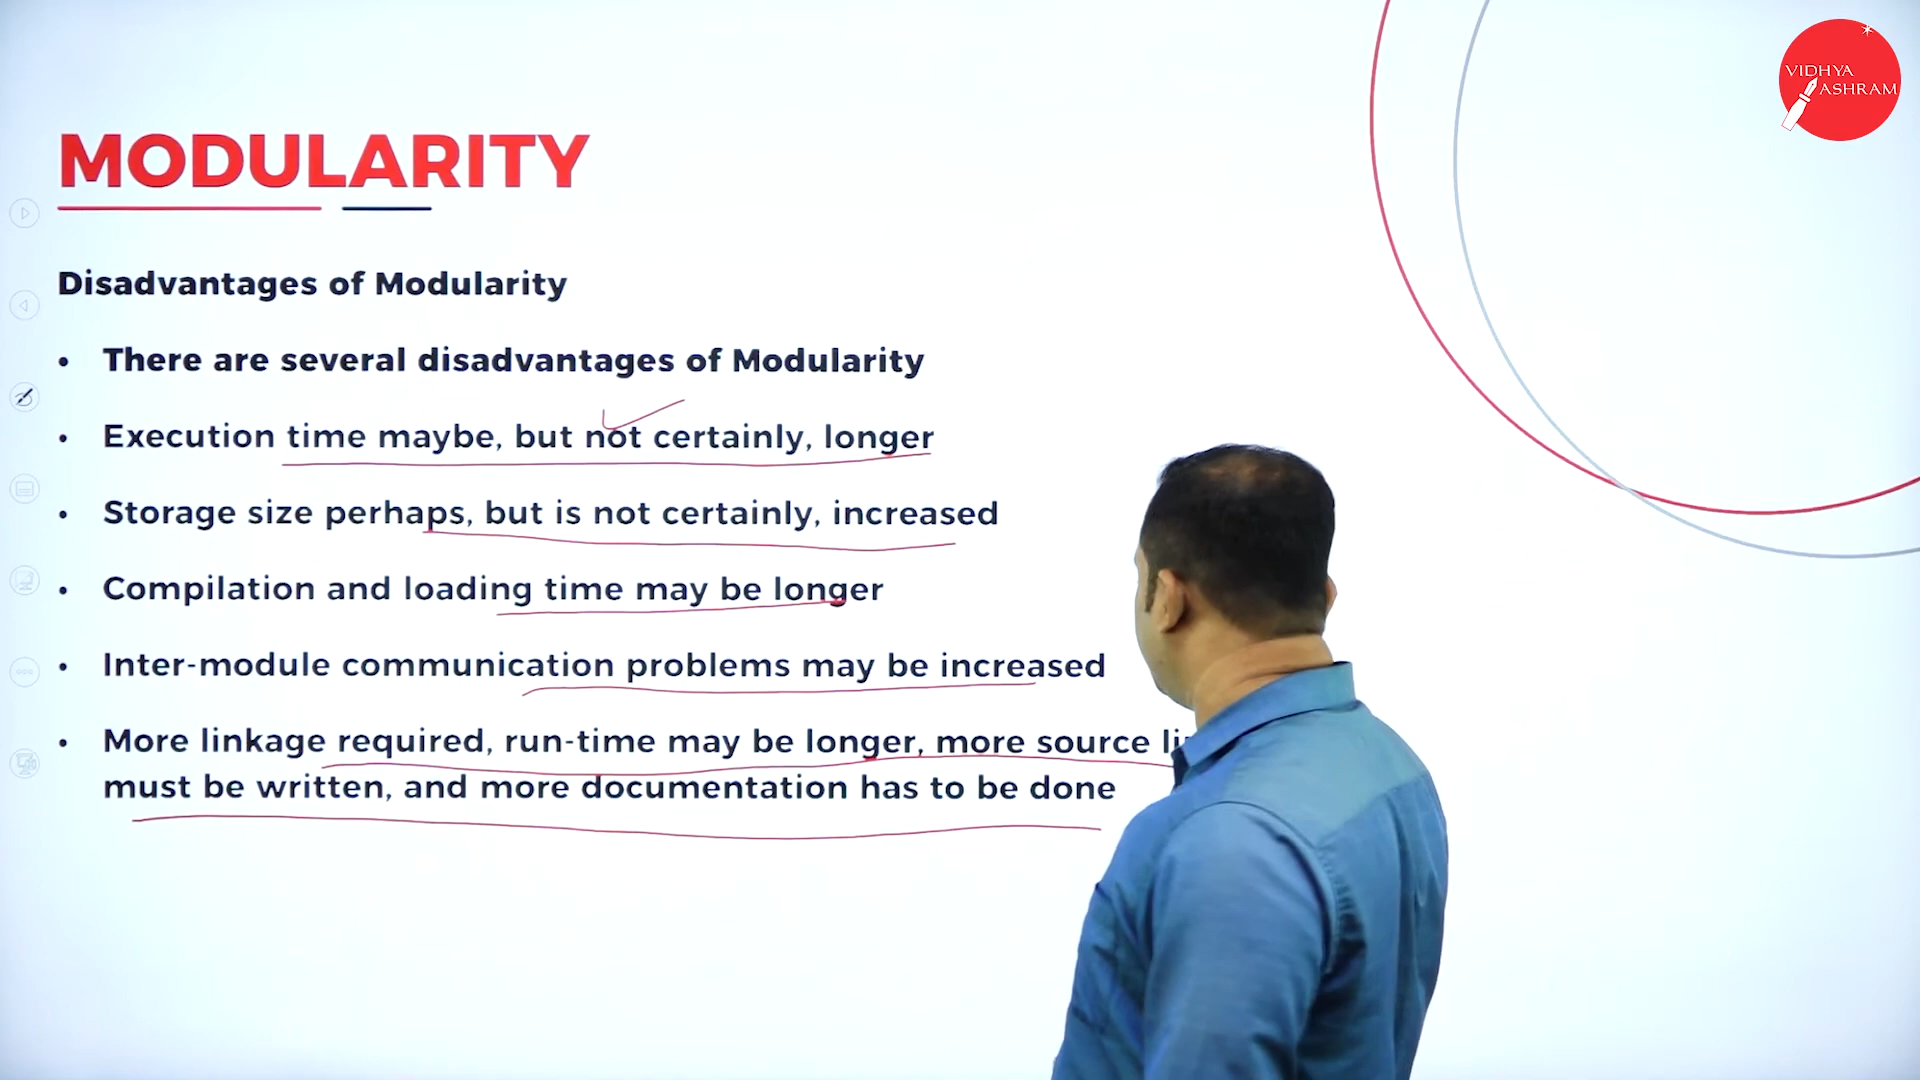 VIDHYA
ASHRAM
MODULARITY
Disadvantages of Modularity
• There are several disadvantages of Modularity
• Execution time maybe, but not certainly, longer
• Storage size perhaps, but is not certainly, increased
• Compilation and loading time may be longer
• Inter-module communication problems may be increased
• More linkage required, run-time may be longer, more source
must be written, and more documentation has to be done